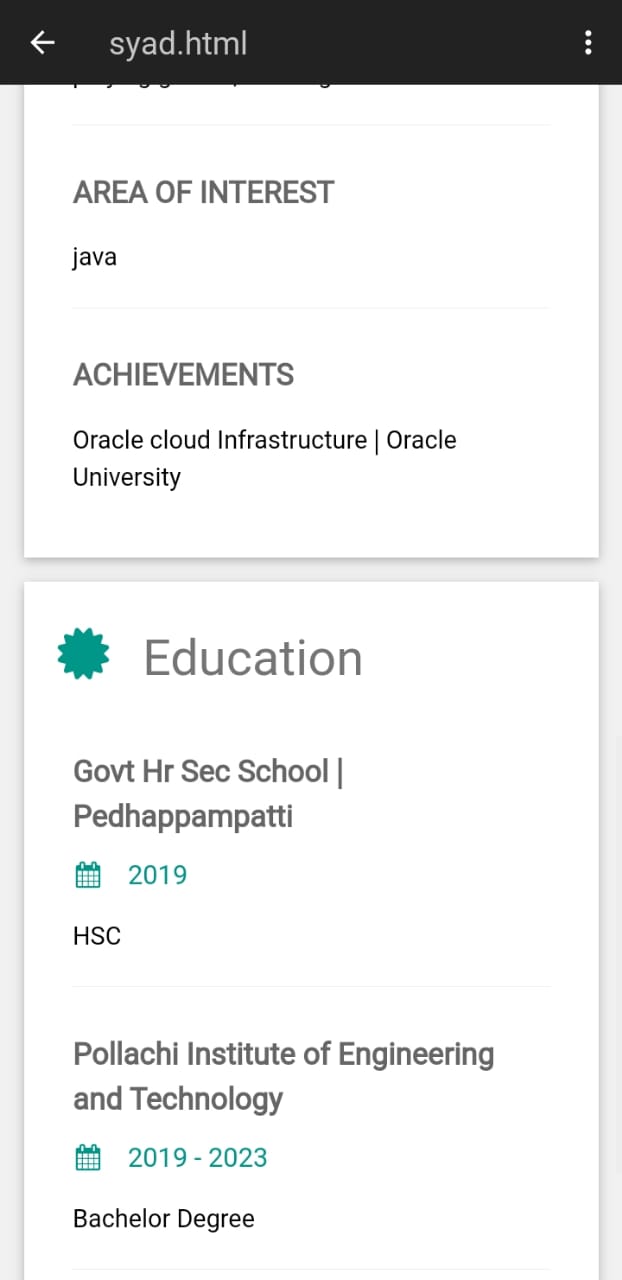 syad.html
AREA OF INTEREST
java
ACHIEVEMENTS
Oracle cloud Infrastructure | Oracle
University
Education
Govt Hr Sec School |
Pedhappampatti
2019
HSC
Pollachi Institute of Engineering
and Technology
2019 - 2023
Bachelor Degree